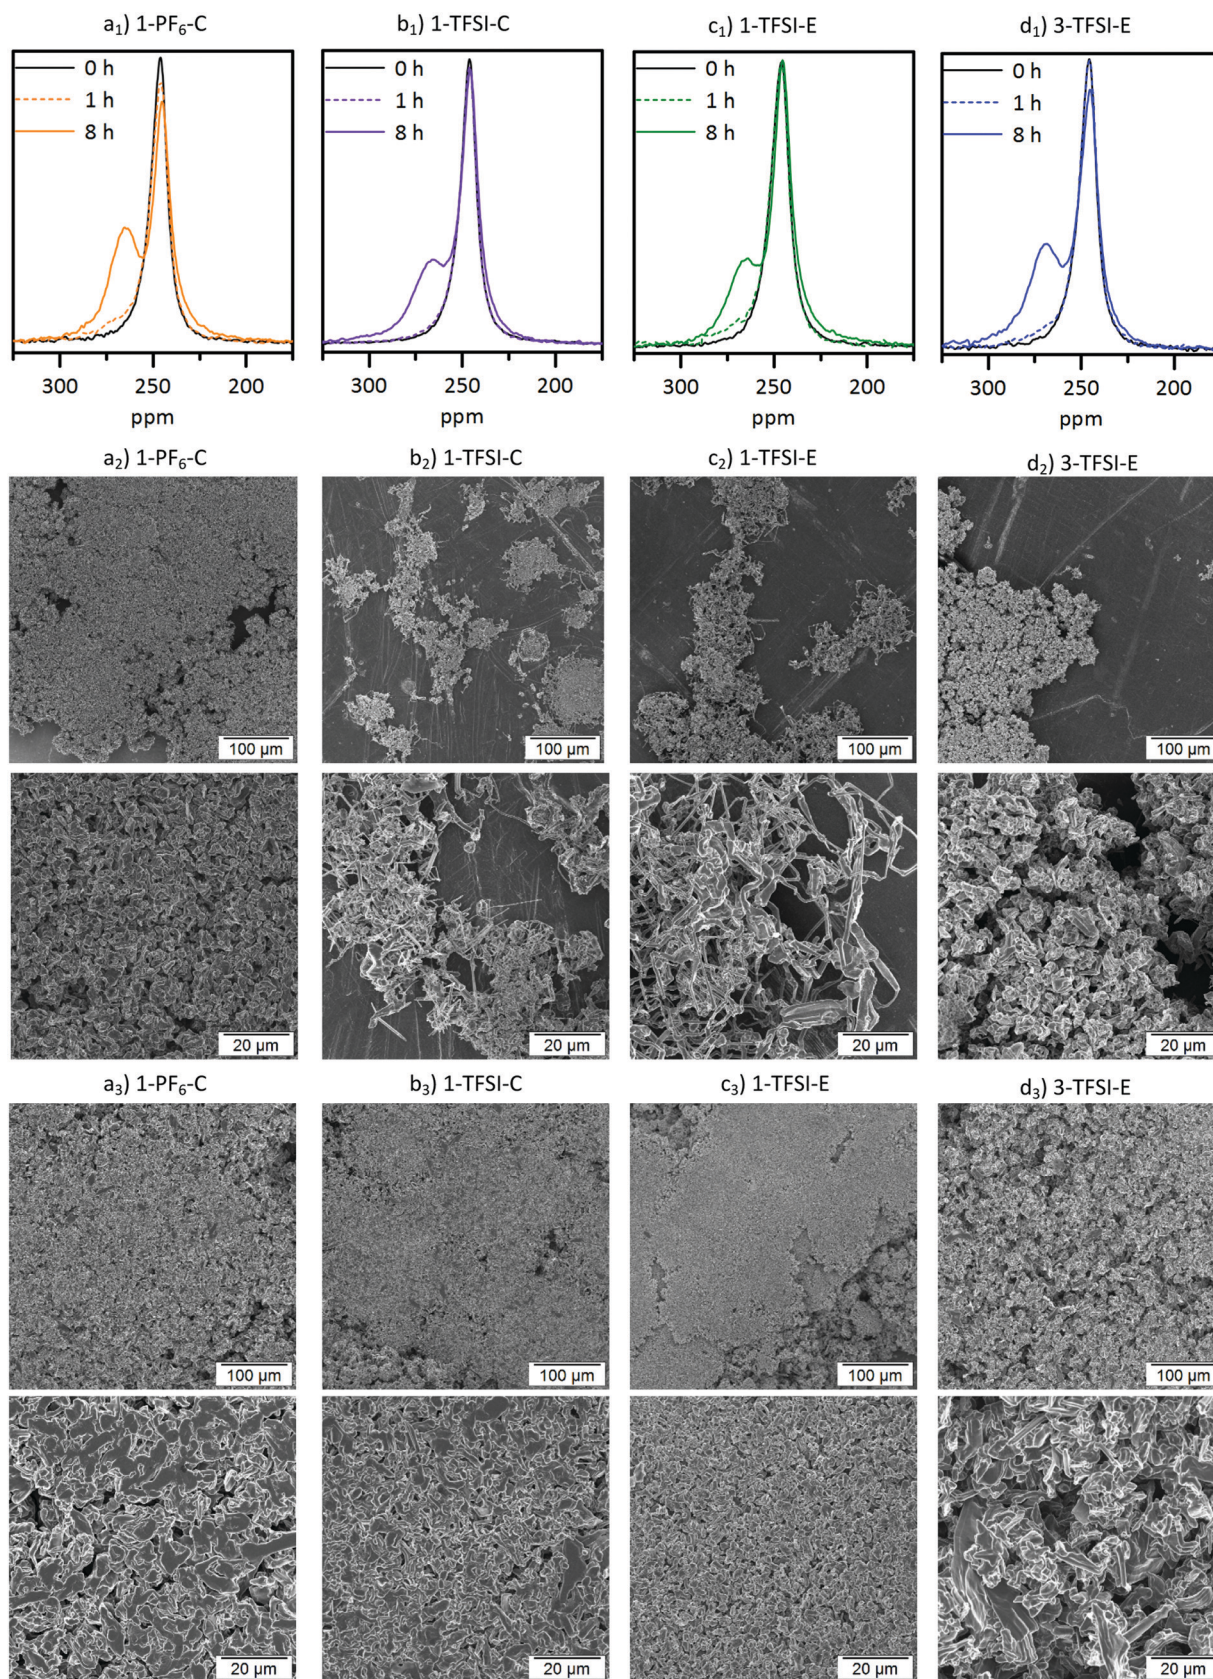 a₁) 1-PF₆-C
b₁) 1-TFSI-C
c₁) 1-TFSI-E
d₁) 3-TFSI-E
0 h
1 h
8 h
0 h
1 h
8 h
0 h
1 h
8 h
0 h
1 h
8 h
300 250 200
300 250 200
300 250 200
300 250 200
ppm
ppm
ppm
ppm
a₂) 1-PF₆-C
b₂) 1-TFSI-C
c₂) 1-TFSI-E
d₂) 3-TFSI-E
100 µm
100 µm
100 µm
100 µm
20 µm
20 µm
20 µm
20 µm
a₃) 1-PF₆-C
b₃) 1-TFSI-C
c₃) 1-TFSI-E
d₃) 3-TFSI-E
100 µm
100 µm
100 µm
100 µm
20 µm
20 µm
20 µm
20 µm